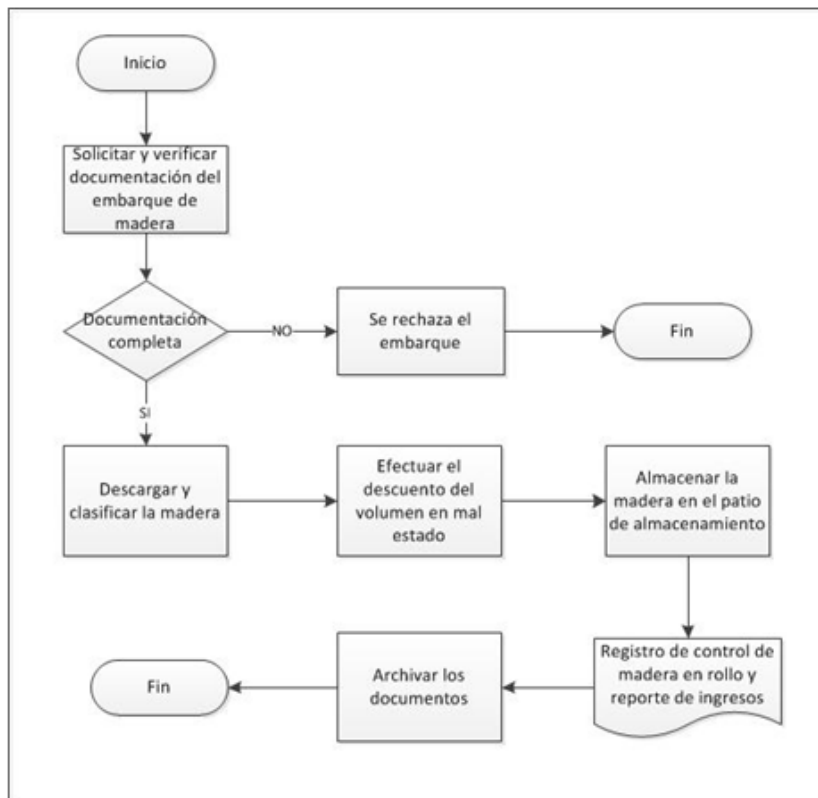 Inicio
Solicitar y verificar
documentación del
embarque de
madera
Documentación
completa
NO
Se rechaza el
embarque
Fin
SI
Descargar y
clasificar la madera
Efectuar el
descuento del
volumen en mal
estado
Almacenar la
madera en el patio
de almacenamiento
Registro de control de
madera en rollo y
reporte de ingresos
Archivar los
documentos
Fin